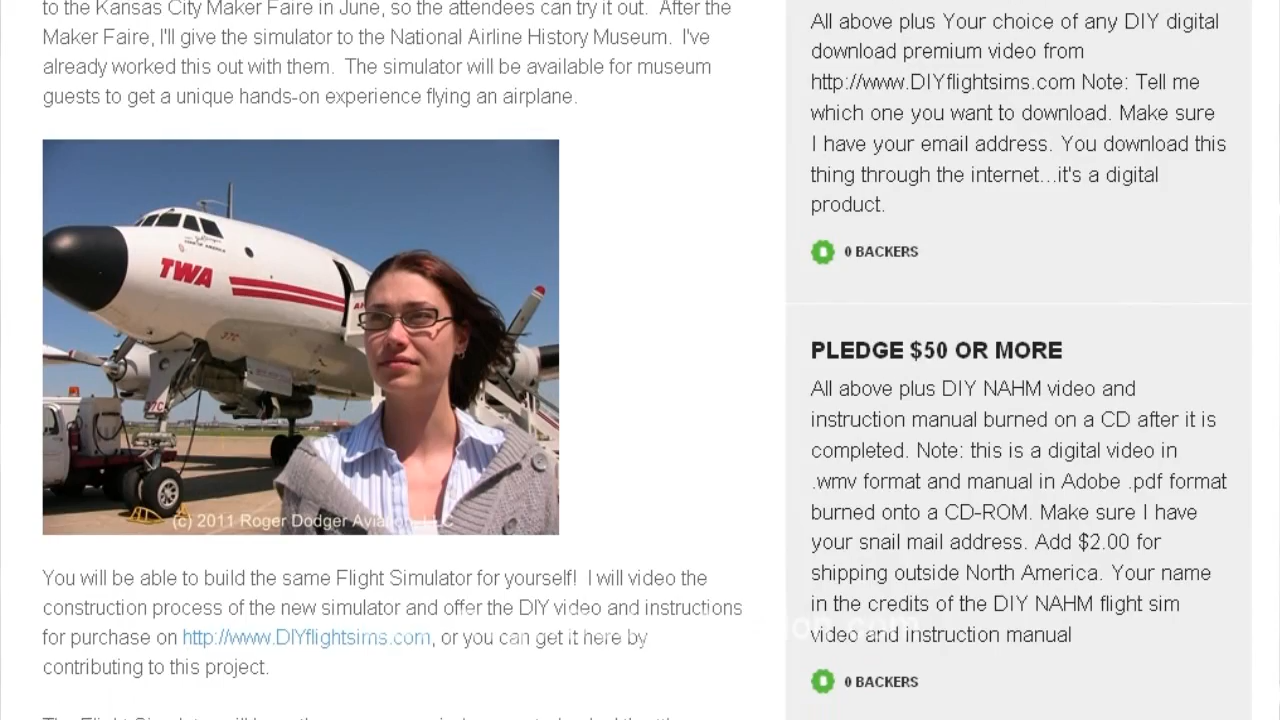 to the Kansas City Maker Faire in June, so the attendees can try it out. After the
Maker Faire, I'll give the simulator to the National Airline History Museum. I've
already worked this out with them. The simulator will be available for museum
guests to get a unique hands-on experience flying an airplane.
TWA
(c) 2011 Roger Dodger Aviation, LLC
You will be able to build the same Flight Simulator for yourself! I will video the
construction process of the new simulator and offer the DIY video and instructions
for purchase on http://www.DIYflightsims.com, or you can get it here by
contributing to this project.
All above plus Your choice of any DIY digital
download premium video from
http://www.DIYflightsims.com Note: Tell me
which one you want to download. Make sure
I have your email address. You download this
thing through the internet...it's a digital
product.
0 BACKERS
PLEDGE $50 OR MORE
All above plus DIY NAHM video and
instruction manual burned on a CD after it is
completed. Note: this is a digital video in
.wmv format and manual in Adobe .pdf format
burned onto a CD-ROM. Make sure I have
your snail mail address. Add $2.00 for
shipping outside North America. Your name
in the credits of the DIY NAHM flight sim
video and instruction manual
0 BACKERS